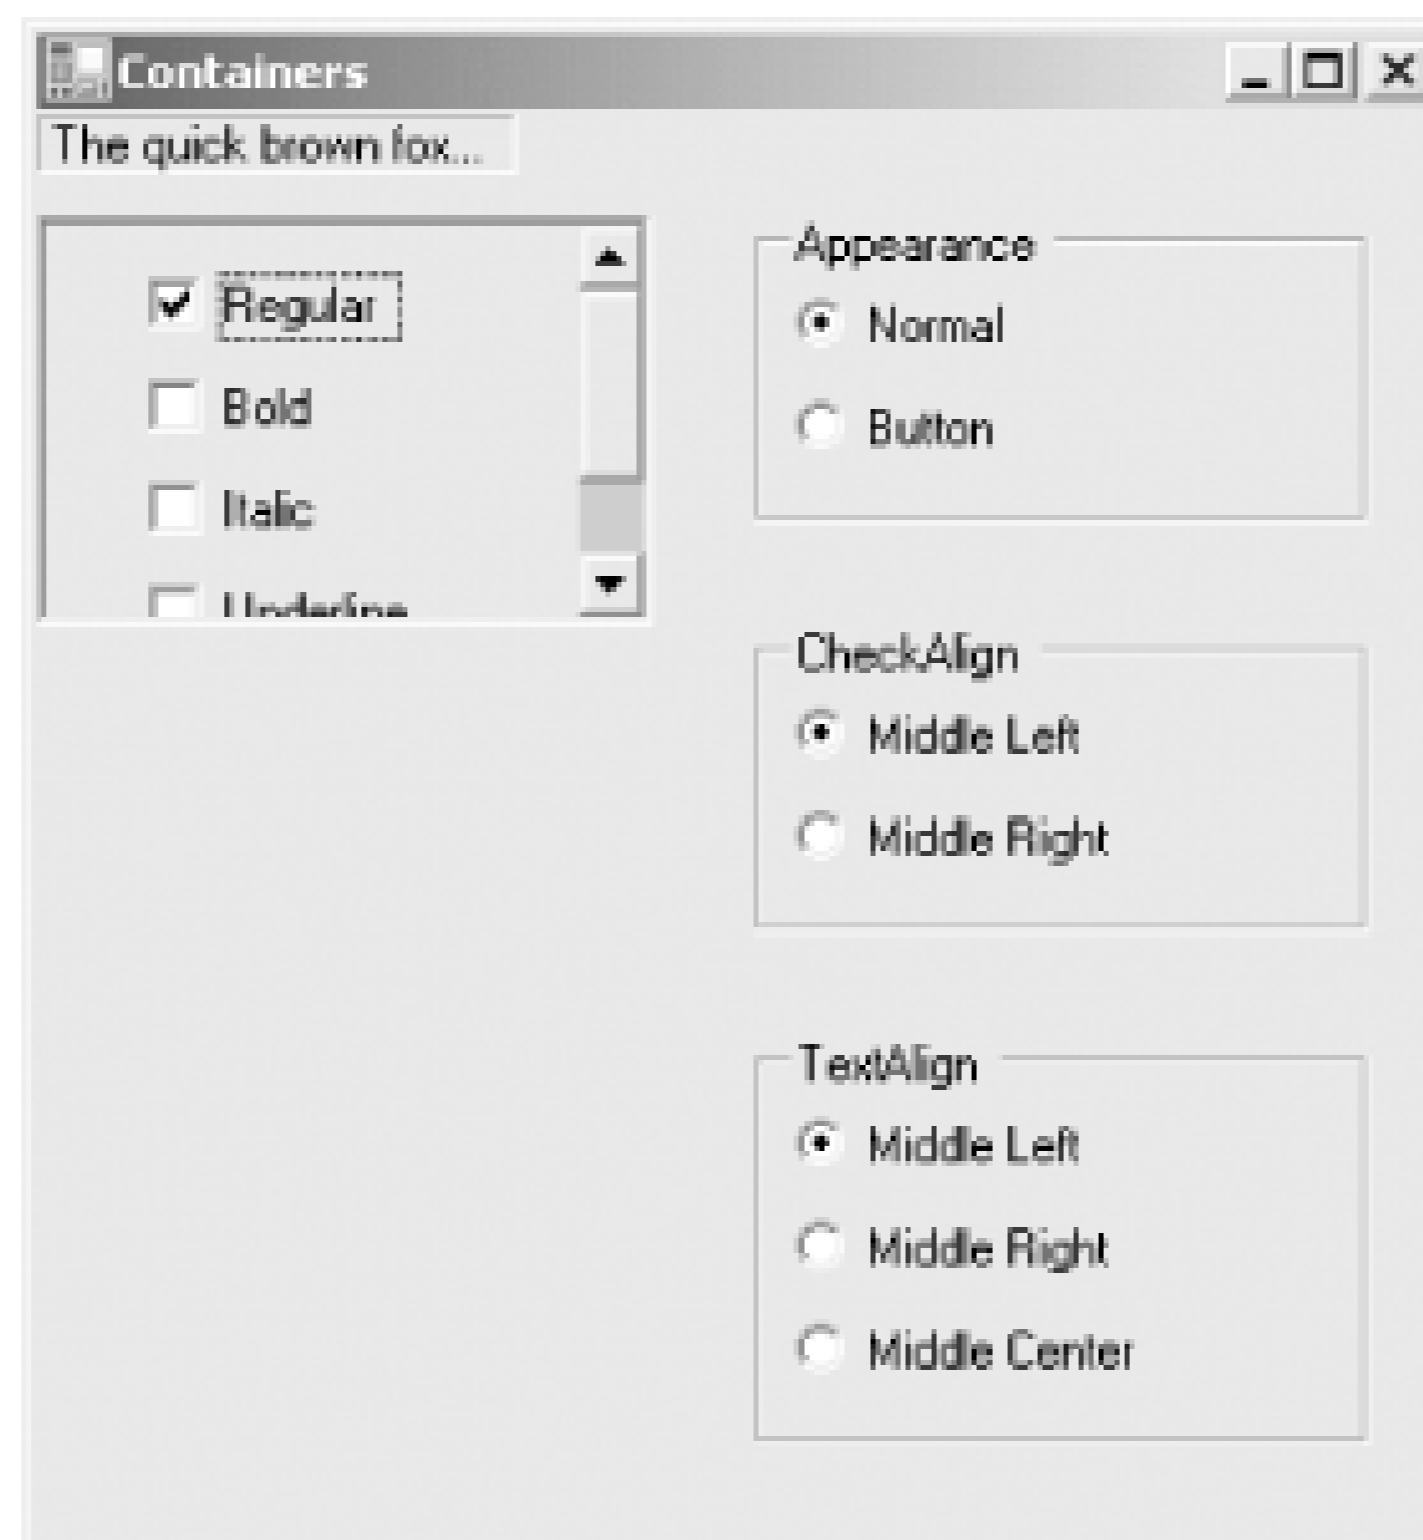 Containers
The quick brown fox...
Regular
Bold
Italic
Underline
Appearance
Normal
Button
CheckAlign
Middle Left
Middle Right
TextAlign
Middle Left
Middle Right
Middle Center